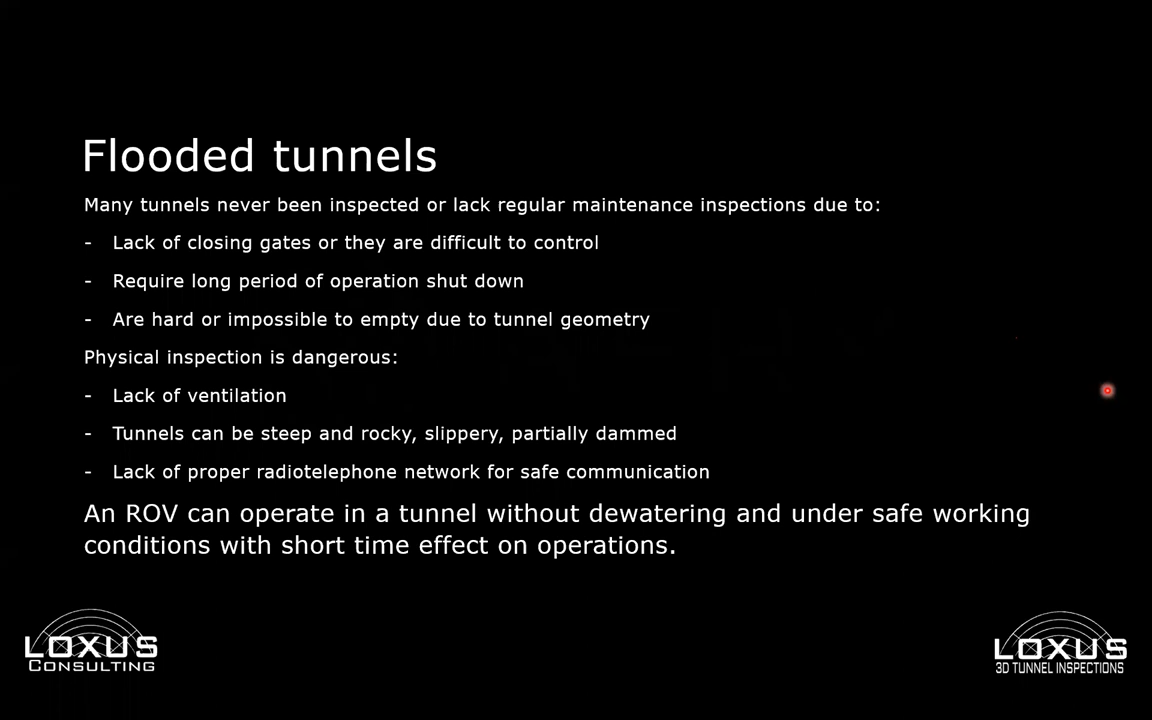 Flooded tunnels
Many tunnels never been inspected or lack regular maintenance inspections due to:
- Lack of closing gates or they are difficult to control
- Require long period of operation shut down
- Are hard or impossible to empty due to tunnel geometry
Physical inspection is dangerous:
- Lack of ventilation
- Tunnels can be steep and rocky, slippery, partially dammed
- Lack of proper radiotelephone network for safe communication
An ROV can operate in a tunnel without dewatering and under safe working
conditions with short time effect on operations.
LOXUS
CONSULTING
LOXUS
3D TUNNEL INSPECTIONS